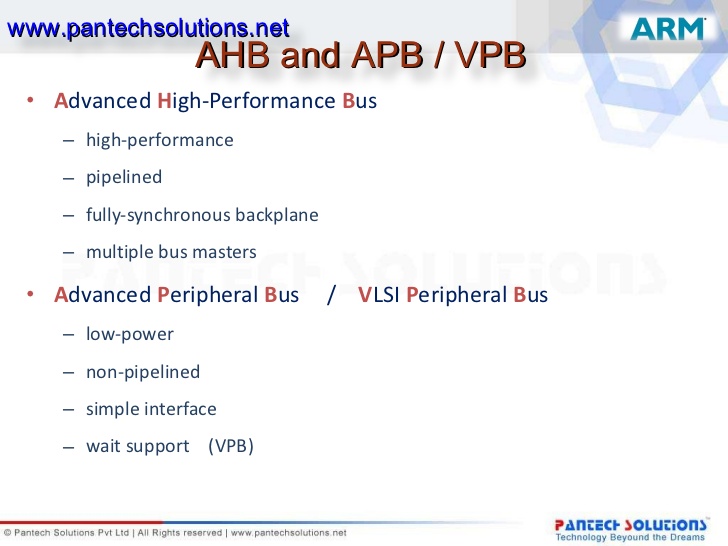 www.pantechsolutions.net
ARM
AHB and APB / VPB
• Advanced High-Performance Bus
– high-performance
– pipelined
– fully-synchronous backplane
– multiple bus masters
PANTECH SOLUTIONS
• Advanced Peripheral Bus / VLSI Peripheral Bus
– low-power
– non-pipelined
– simple interface
– wait support (VPB)
© Pantech Solutions Pvt Ltd | All Rights reserved | www.pantechsolutions.net
PANTECH SOLUTIONS™
Technology Beyound the Dreams